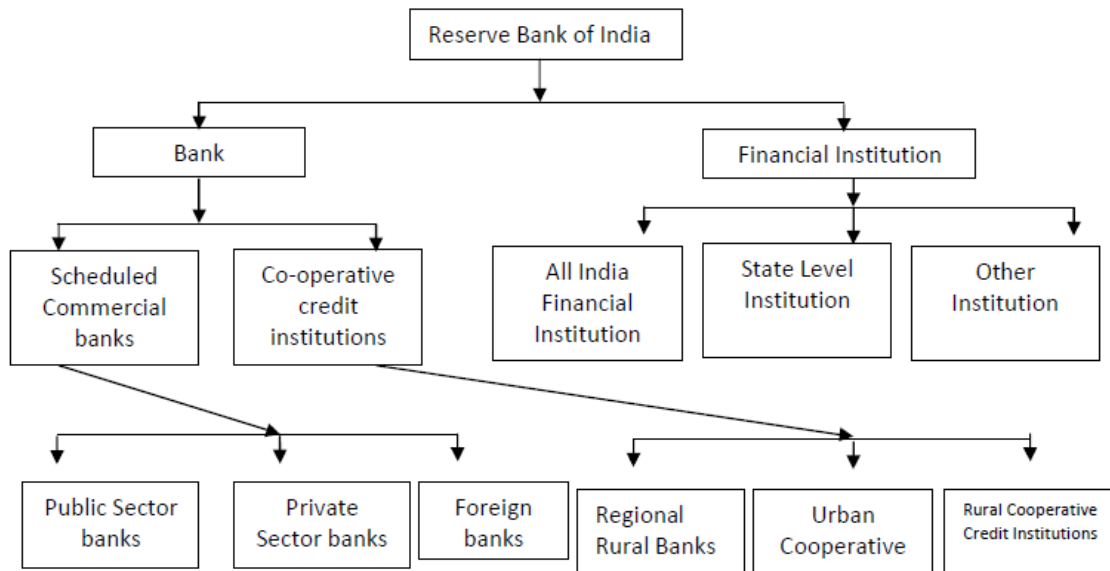 Reserve Bank of India
Bank
Financial Institution
Scheduled
Commercial
banks
Co-operative
credit
institutions
All India
Financial
Institution
State Level
Institution
Other
Institution
Public Sector
banks
Private
Sector banks
Foreign
banks
Regional
Rural Banks
Urban
Cooperative
Rural Cooperative
Credit Institutions